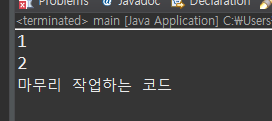 Problems Javadoc Declaration
<terminated> main [Java Application] C:\Users
1
2
마무리 작업하는 코드